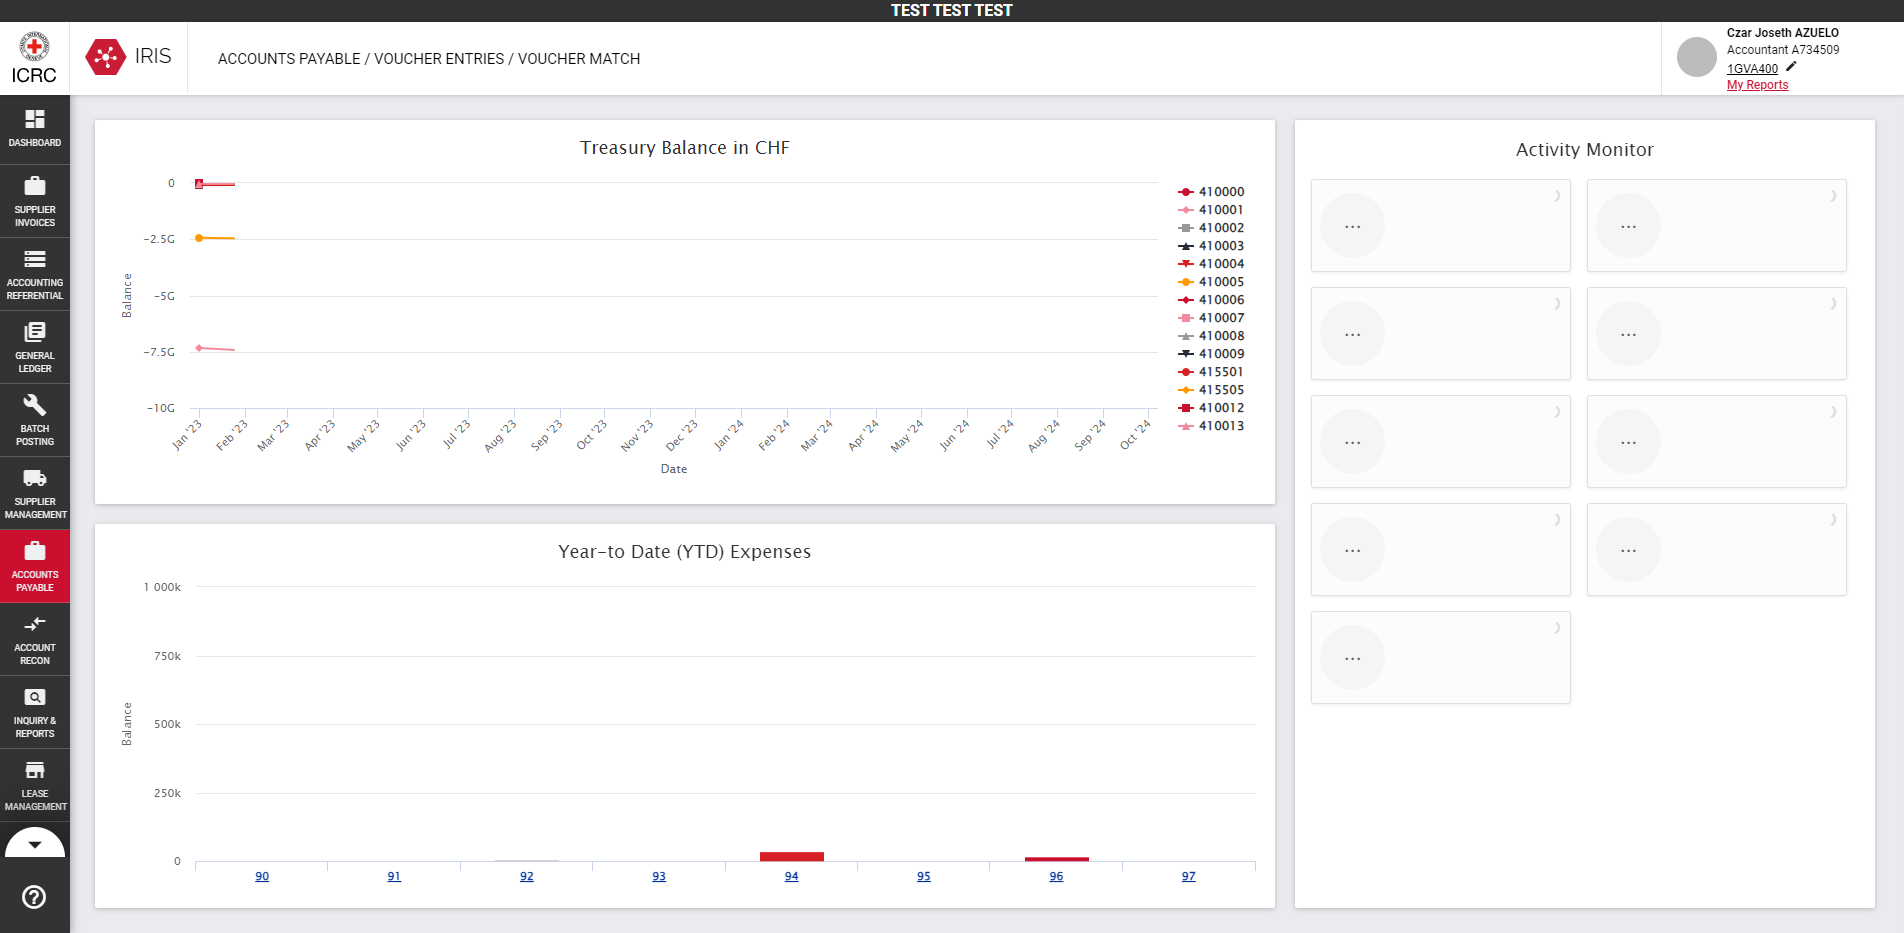 TEST TEST TEST
ICRC
IRIS
ACCOUNTS PAYABLE / VOUCHER ENTRIES / VOUCHER MATCH
Czar Joseth AZUELO
Accountant A734509
1GVA400
My Reports
DASHBOARD
SUPPLIER
INVOICES
ACCOUNTING
REFERENTIAL
GENERAL
LEDGER
BATCH
POSTING
SUPPLIER
MANAGEMENT
ACCOUNTS
PAYABLE
ACCOUNT
RECON
INQUIRY &
REPORTS
LEASE
MANAGEMENT
Treasury Balance in CHF
0
-2.5G
-5G
-7.5G
-10G
Balance
Jan '23
Feb '23
Mar '23
Apr '23
May '23
Jun '23
Jul '23
Aug '23
Sep '23
Oct '23
Nov '23
Dec '23
Jan '24
Feb '24
Mar '24
Apr '24
May '24
Jun '24
Jul '24
Aug '24
Sep '24
Oct '24
Date
410000
410001
410002
410003
410004
410005
410006
410007
410008
410009
415501
415505
410012
410013
Year-to Date (YTD) Expenses
1 000k
750k
500k
250k
0
Balance
90
91
92
93
94
95
96
97
Activity Monitor
...
...
...
...
...
...
...
...
...